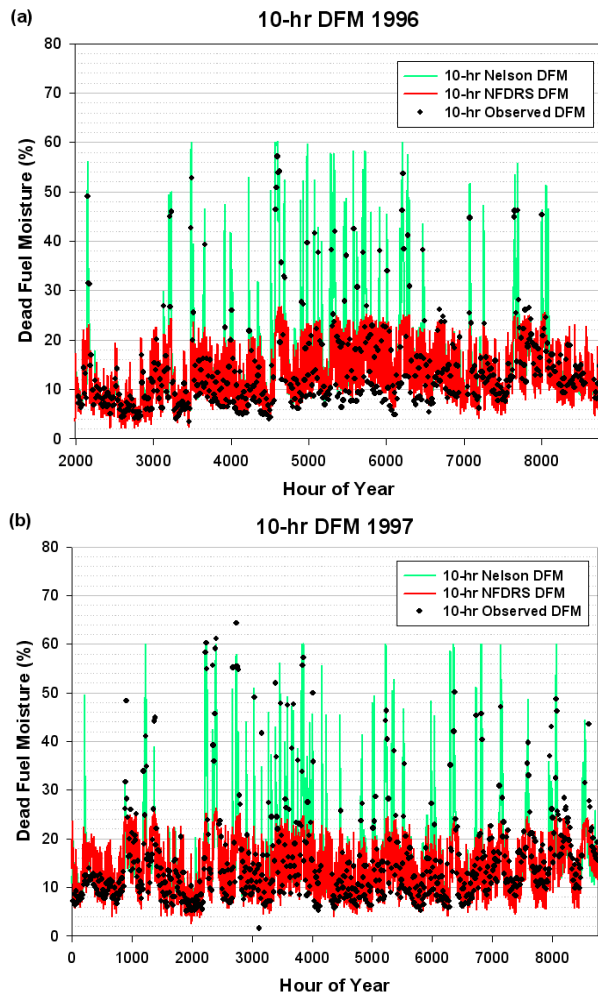 (a)
10-hr DFM 1996
80
70
60
50
40
30
20
10
0
Dead Fuel Moisture (%)
10-hr Nelson DFM
10-hr NFDRS DFM
10-hr Observed DFM
2000 3000 4000 5000 6000 7000 8000
Hour of Year
(b)
10-hr DFM 1997
80
70
60
50
40
30
20
10
0
Dead Fuel Moisture (%)
10-hr Nelson DFM
10-hr NFDRS DFM
10-hr Observed DFM
0 1000 2000 3000 4000 5000 6000 7000 8000
Hour of Year